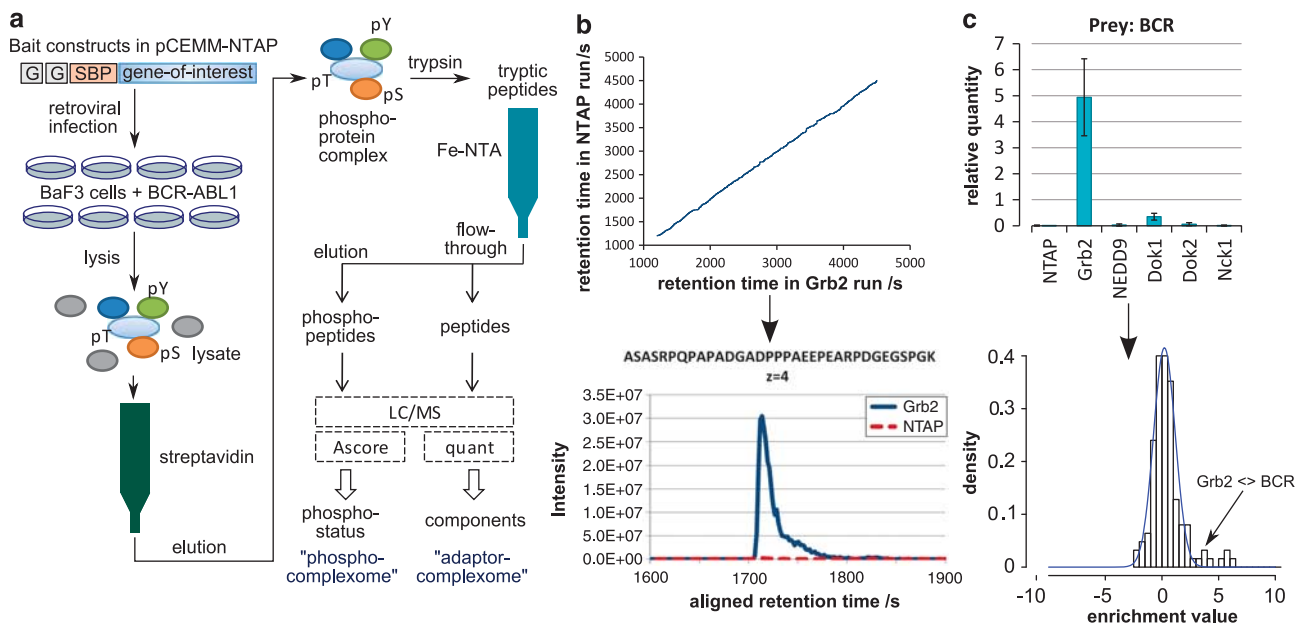 a
Bait constructs in pCEMM-NTAP
G G SBP gene-of-interest
retroviral
infection
BaF3 cells + BCR-ABL1
lysis
pY
pT
pS
lysate
streptavidin
elution
pY
pT
pS
phospho-
protein
complex
trypsin
tryptic
peptides
Fe-NTA
elution
flow-
through
phospho-
peptides
peptides
LC/MS
Ascore
quant
phospho-
status
components
"phospho-
complexome"
"adaptor-
complexome"
b
retention time in NTAP run/s
5000
4500
4000
3500
3000
2500
2000
1500
1000
1000
2000
3000
4000
5000
retention time in Grb2 run /s
ASASRPQPAPADGADPPPAEEPEARPDGEGSPGK
z=4
Intensity
3.5E+07
3.0E+07
2.5E+07
2.0E+07
1.5E+07
1.0E+07
5.0E+06
0.0E+00
Grb2
NTAP
1600
1700
1800
1900
aligned retention time /s
c
Prey: BCR
relative quantity
7
6
5
4
3
2
1
0
NTAP
Grb2
NEDD9
Dok1
Dok2
Nck1
density
0.4
0.3
0.2
0.1
0
Grb2 <> BCR
-10
-5
0
5
10
enrichment value